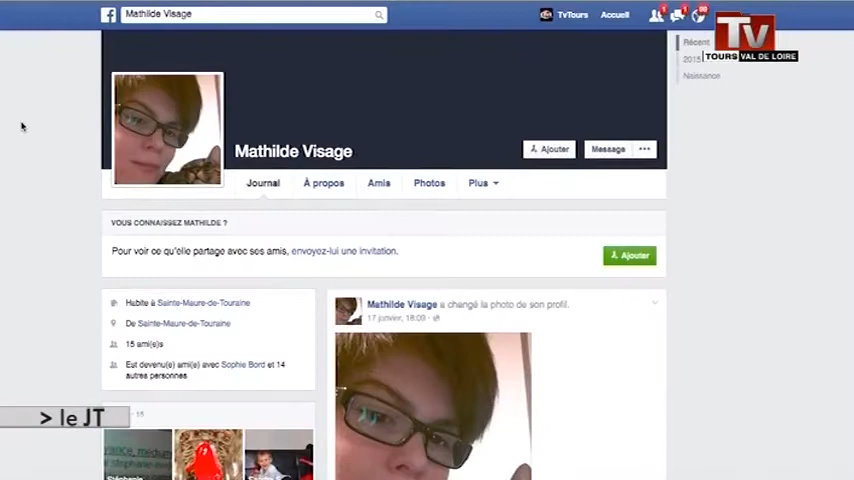 Mathilde Visage
TvTours Accueil
1 1
Tv
TOURS VAL DE LOIRE
Récent
2015
Naissance
Mathilde Visage
Ajouter Message
Journal À propos Amis Photos Plus
VOUS CONNAISSEZ MATHILDE ?
Pour voir ce qu'elle partage avec ses amis, envoyez-lui une invitation.
Ajouter
Habite à Sainte-Maure-de-Touraine
De Sainte-Maure-de-Touraine
15 ami(e)s
Est devenu(e) ami(e) avec Sophie Bord et 14
autres personnes
Mathilde Visage a changé la photo de son profil.
17 janvier, 18:09
> le JT
· 15